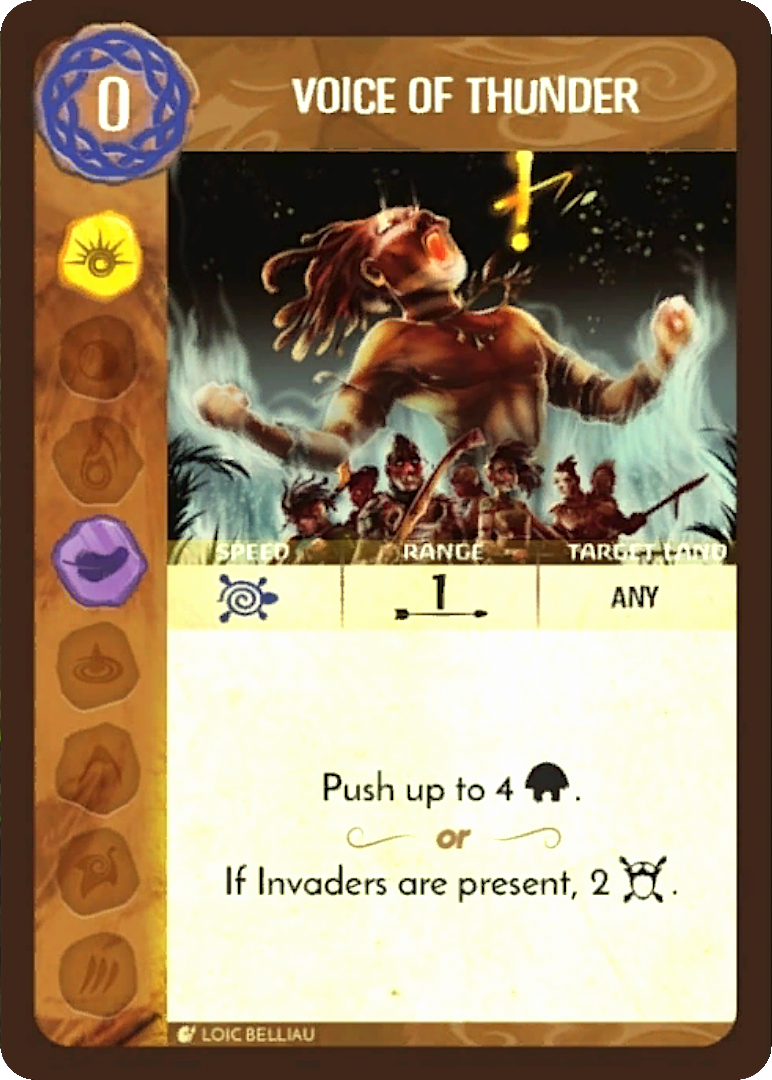 0
VOICE OF THUNDER
SPEED RANGE TARGET LAND
1 ANY
Push up to 4 .
or
If Invaders are present, 2 .
LOIC BELLIAU